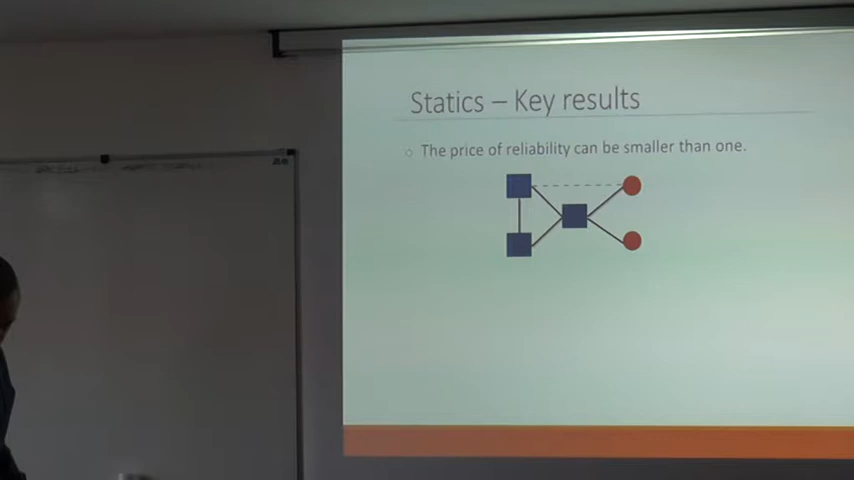 Statics – Key results
The price of reliability can be smaller than one.